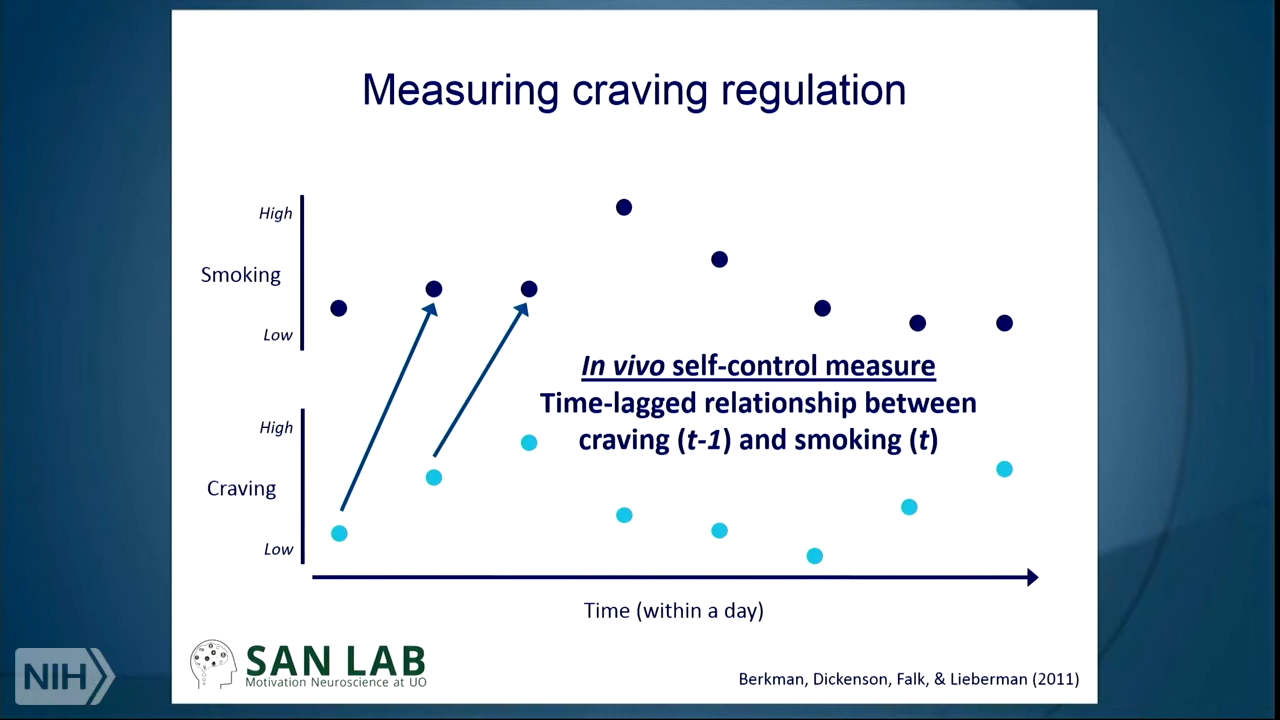 Measuring craving regulation
High
Smoking
Low
In vivo self-control measure
Time-lagged relationship between
craving (t-1) and smoking (t)
High
Craving
Low
Time (within a day)
SAN LAB
Motivation Neuroscience at UO
Berkman, Dickenson, Falk, & Lieberman (2011)
NIH